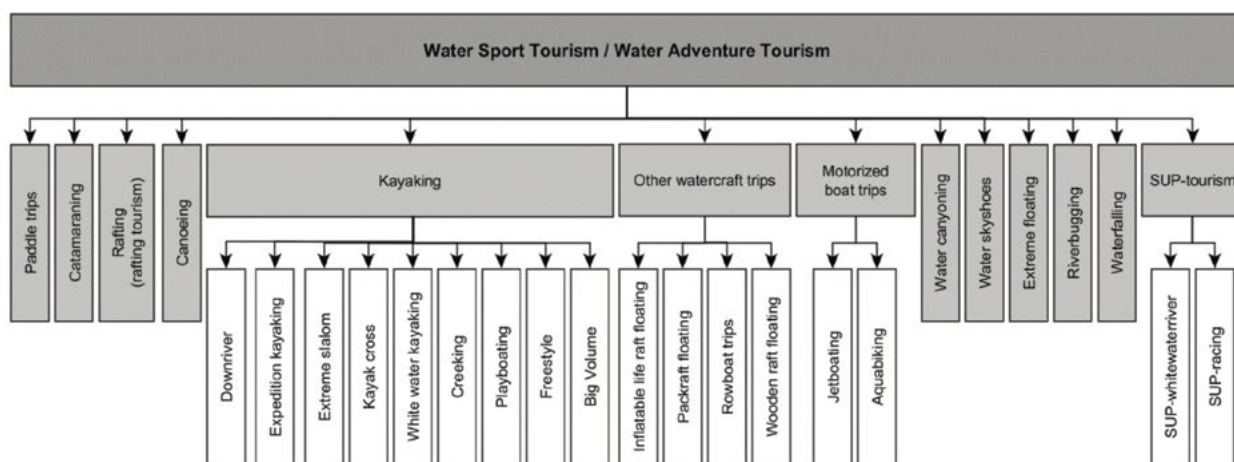 Water Sport Tourism / Water Adventure Tourism
Paddle trips
Catamaraning
Rafting
(rafting tourism)
Canoeing
Kayaking
Other watercraft trips
Motorized
boat trips
Water canyoning
Water skyshoes
Extreme floating
Riverbugging
Waterfalling
SUP-tourism
Downriver
Expedition kayaking
Extreme slalom
Kayak cross
White water kayaking
Creeking
Playboating
Freestyle
Big Volume
Inflatable life raft floating
Packraft floating
Rowboat trips
Wooden raft floating
Jetboating
Aquabiking
SUP-whitewaterriver
SUP-racing